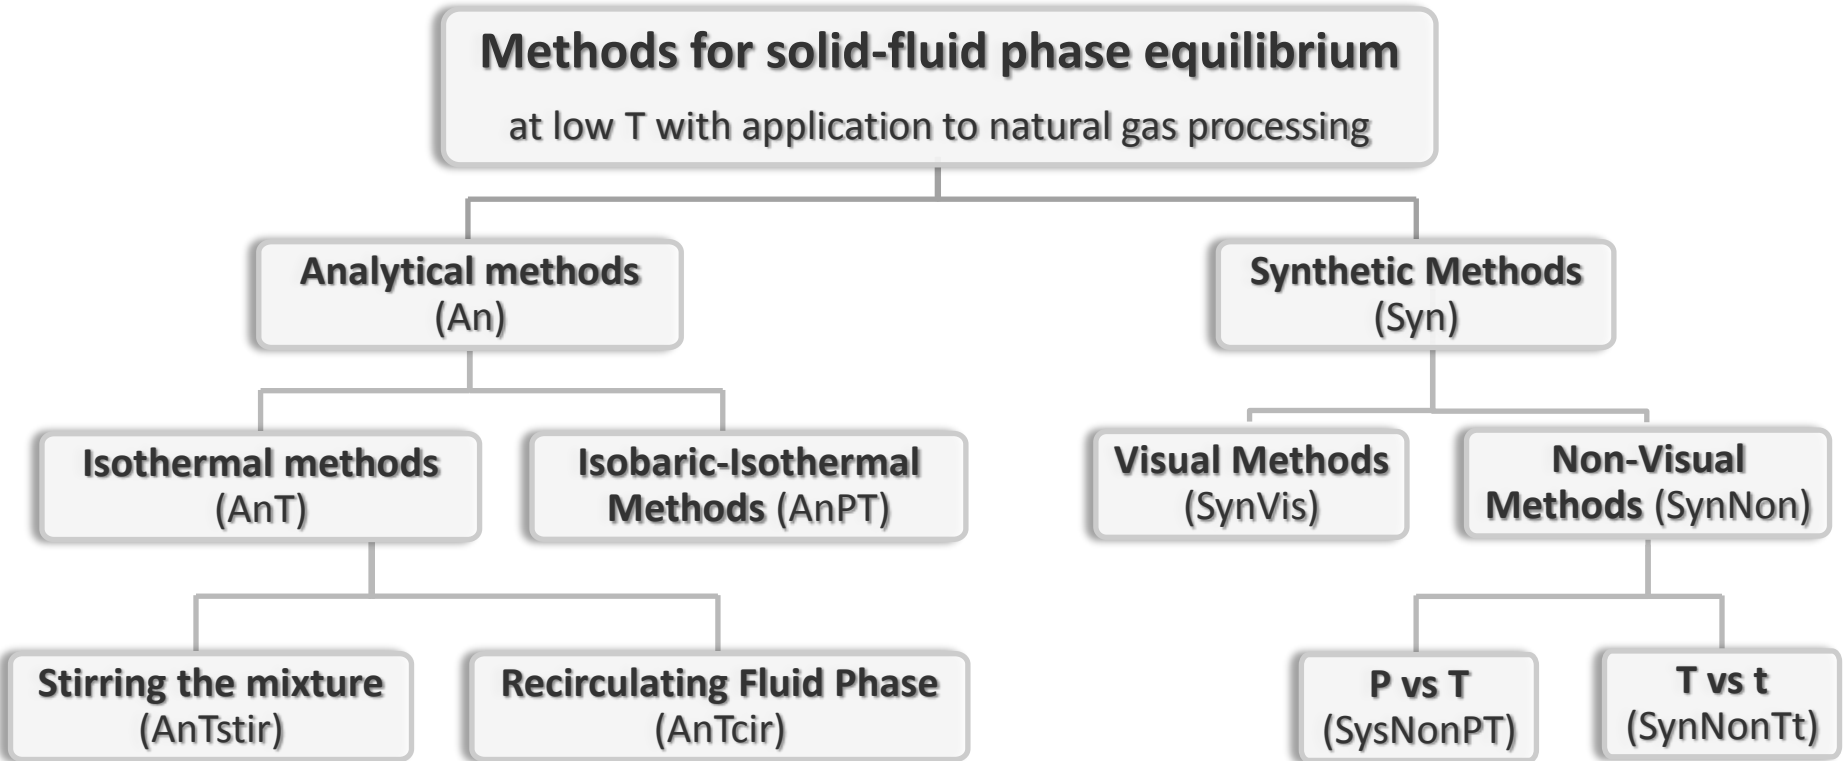 Methods for solid-fluid phase equilibrium
at low T with application to natural gas processing
Analytical methods
(An)
Synthetic Methods
(Syn)
Isothermal methods
(AnT)
Isobaric-Isothermal
Methods (AnPT)
Visual Methods
(SynVis)
Non-Visual
Methods (SynNon)
Stirring the mixture
(AnTstir)
Recirculating Fluid Phase
(AnTcir)
P vs T
(SysNonPT)
T vs t
(SynNonTt)